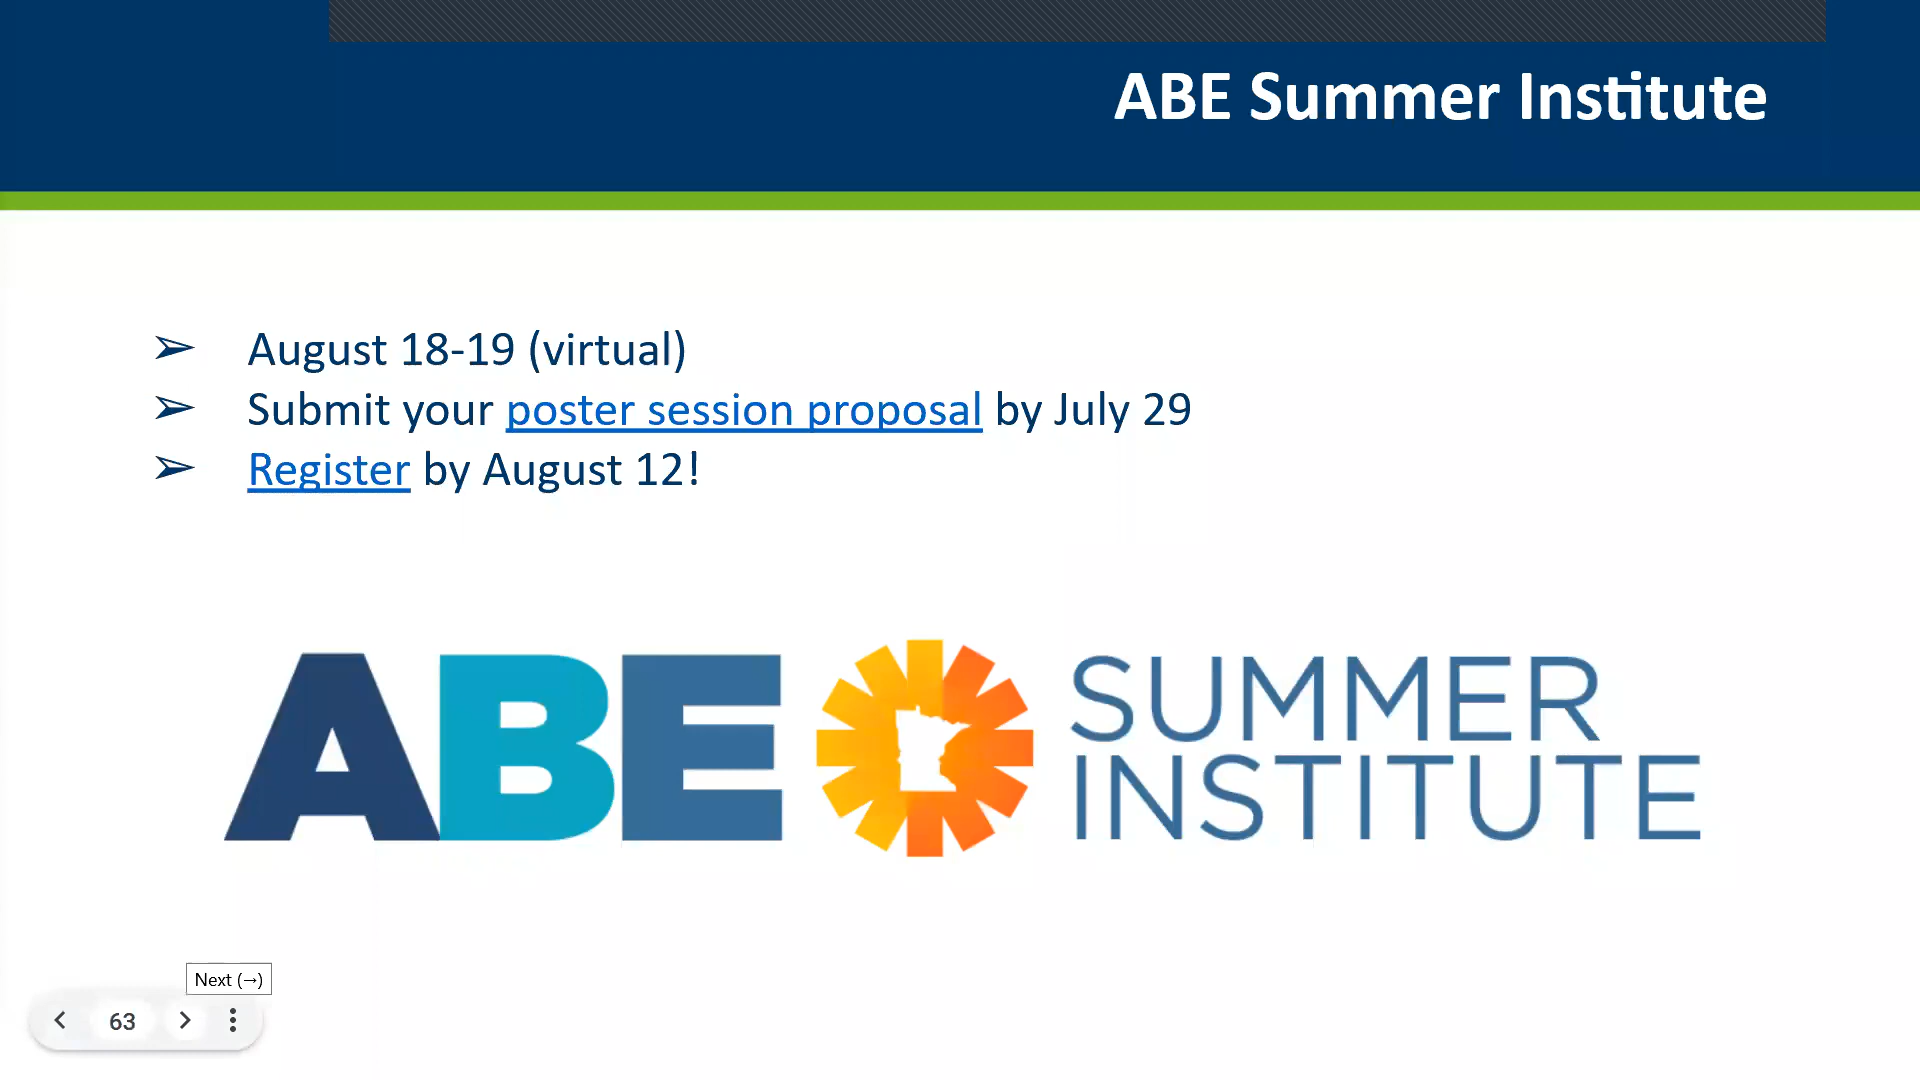 ABE Summer Institute
➢ August 18-19 (virtual)
➢ Submit your poster session proposal by July 29
➢ Register by August 12!
ABE SUMMER
INSTITUTE
Next (→)
63